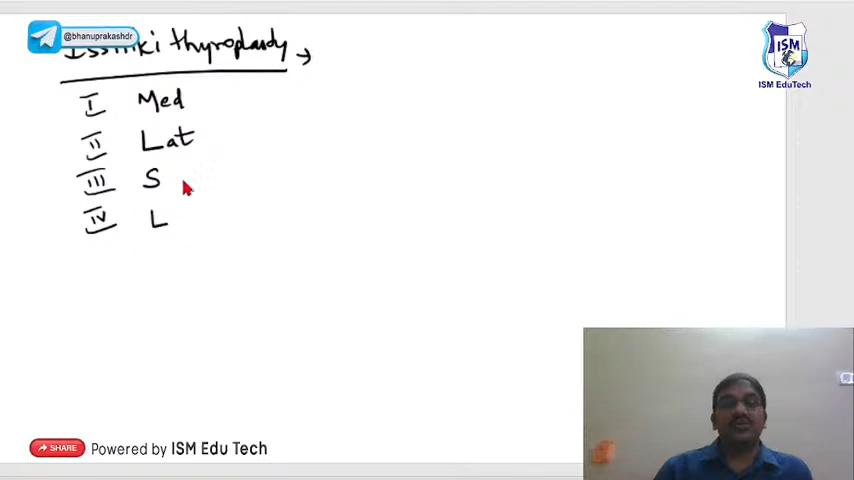 @bhanuprakashdr
Isshiki thyroplasty →
I Med
II Lat
III S
IV L
ISM
ISM EduTech
SHARE
Powered by ISM Edu Tech